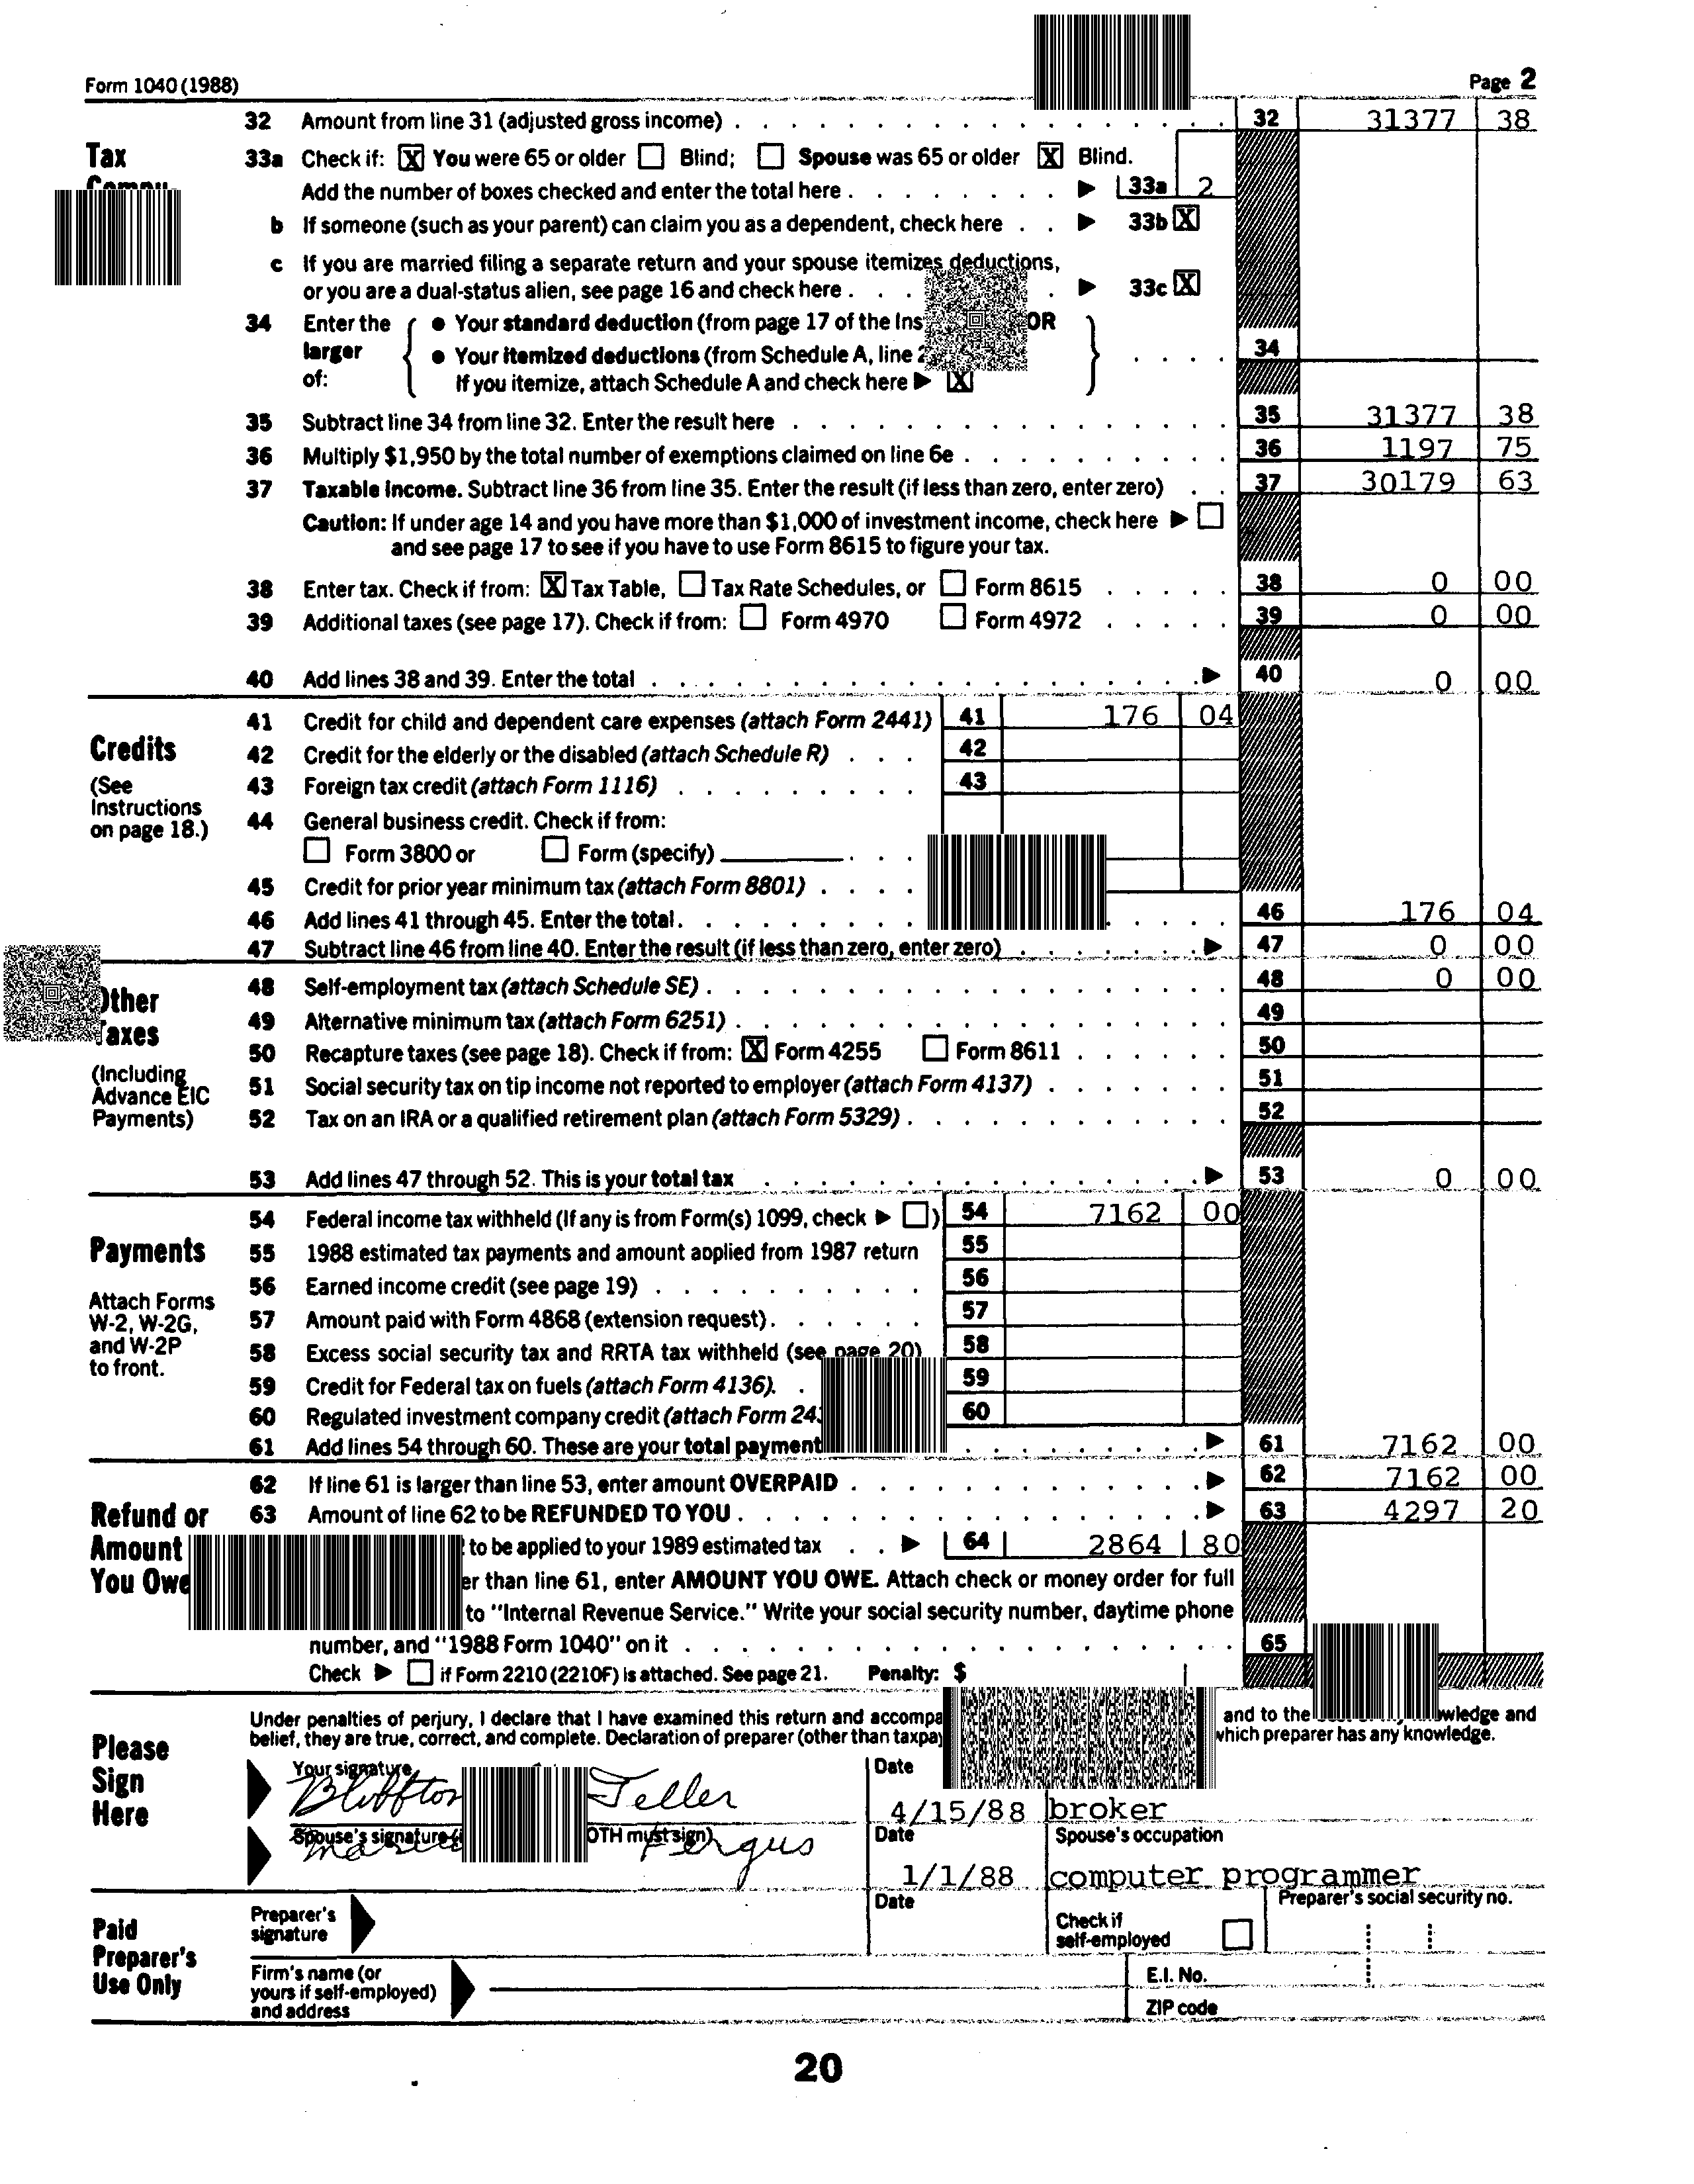 Form 1040 (1988) Page 2
32 Amount from line 31 (adjusted gross income) 32 31377 38
Tax
33a Check if: X You were 65 or older Blind; Spouse was 65 or older X Blind.
Add the number of boxes checked and enter the total here 33a 2
b If someone (such as your parent) can claim you as a dependent, check here 33b X
c If you are married filing a separate return and your spouse itemizes deductions,
or you are a dual-status alien, see page 16 and check here 33c X
34 Enter the larger of:
● Your standard deduction (from page 17 of the OR
● Your itemized deductions (from Schedule A, line 34
If you itemize, attach Schedule A and check here X
35 Subtract line 34 from line 32. Enter the result here 35 31377 38
36 Multiply $1,950 by the total number of exemptions claimed on line 6e 36 1197 75
37 Taxable income. Subtract line 36 from line 35. Enter the result (if less than zero, enter zero) 37 30179 63
Caution: If under age 14 and you have more than $1,000 of investment income, check here
and see page 17 to see if you have to use Form 8615 to figure your tax.
38 Enter tax. Check if from: X Tax Table, Tax Rate Schedules, or Form 8615 38 0 00
39 Additional taxes (see page 17). Check if from: Form 4970 Form 4972 39 0 00
40 Add lines 38 and 39. Enter the total 40 0 00
Credits
(See Instructions on page 18.)
41 Credit for child and dependent care expenses (attach Form 2441) 41 176 04
42 Credit for the elderly or the disabled (attach Schedule R) 42
43 Foreign tax credit (attach Form 1116) 43
44 General business credit. Check if from:
Form 3800 or Form (specify)
45 Credit for prior year minimum tax (attach Form 8801)
46 Add lines 41 through 45. Enter the total 46 176 04
47 Subtract line 46 from line 40. Enter the result (if less than zero, enter zero) 47 0 00
Other Taxes
(Including Advance EIC Payments)
48 Self-employment tax (attach Schedule SE) 48 0 00
49 Alternative minimum tax (attach Form 6251) 49
50 Recapture taxes (see page 18). Check if from: X Form 4255 Form 8611 50
51 Social security tax on tip income not reported to employer (attach Form 4137) 51
52 Tax on an IRA or a qualified retirement plan (attach Form 5329) 52
53 Add lines 47 through 52. This is your total tax 53 0 00
Payments
Attach Forms W-2, W-2G, and W-2P to front.
54 Federal income tax withheld (If any is from Form(s) 1099, check ) 54 7162 00
55 1988 estimated tax payments and amount applied from 1987 return 55
56 Earned income credit (see page 19) 56
57 Amount paid with Form 4868 (extension request) 57
58 Excess social security tax and RRTA tax withheld (see page 20) 58
59 Credit for Federal tax on fuels (attach Form 4136) 59
60 Regulated investment company credit (attach Form 60
61 Add lines 54 through 60. These are your total payment 61 7162 00
62 If line 61 is larger than line 53, enter amount OVERPAID 62 7162 00
Refund or Amount You Owe
63 Amount of line 62 to be REFUNDED TO YOU 63 4297 20
to be applied to your 1989 estimated tax 64 2864 80
than line 61, enter AMOUNT YOU OWE. Attach check or money order for full
to "Internal Revenue Service." Write your social security number, daytime phone
number, and "1988 Form 1040" on it 65
Check if Form 2210 (2210F) is attached. See page 21. Penalty: $
Please Sign Here
Under penalties of perjury, I declare that I have examined this return and and to the and
belief, they are true, correct, and complete. Declaration of preparer (other than which preparer has any knowledge.
Your signature Date
Bluffton Teller 4/15/88 broker
Spouse's signature must sign) Date Spouse's occupation
Fergus 1/1/88 computer programmer
Paid Preparer's Use Only
Preparer's signature Date Check if self-employed Preparer's social security no.
Firm's name (or yours if self-employed) and address E.I. No.
ZIP code
20